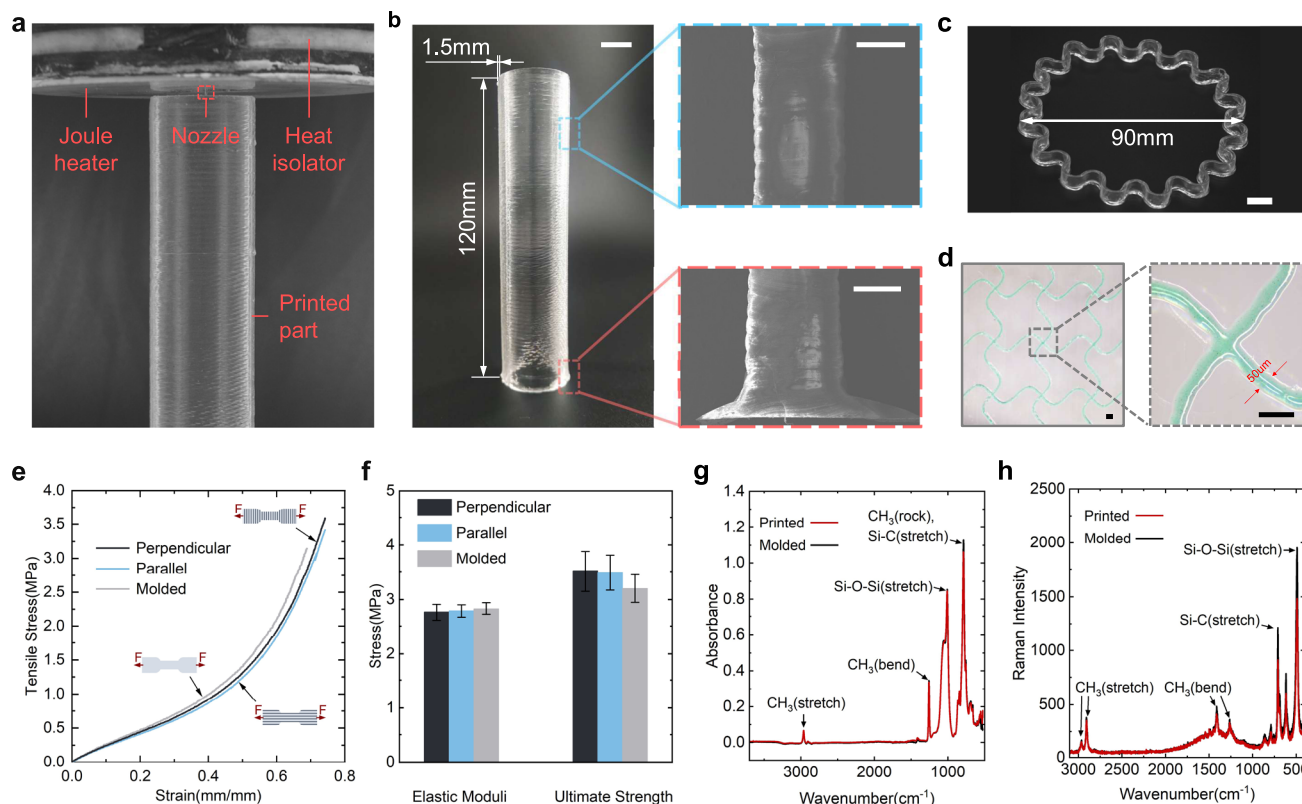 a
Joule
heater
Nozzle
Heat
isolator
Printed
part
b
1.5mm
120mm
c
90mm
d
50um
e
Tensile Stress(MPa)
4.0
3.5
3.0
2.5
2.0
1.5
1.0
0.5
0.0
F
F
Perpendicular
Parallel
Molded
F
F
F
F
0.0
0.2
0.4
0.6
0.8
Strain(mm/mm)
f
Stress(MPa)
5
4
3
2
1
0
Perpendicular
Parallel
Molded
Elastic Moduli
Ultimate Strength
g
Absorbance
1.4
1.2
1.0
0.8
0.6
0.4
0.2
0.0
Printed
Molded
CH₃(rock),
Si-C(stretch)
Si-O-Si(stretch)
CH₃(bend)
CH₃(stretch)
3000
2000
1000
Wavenumber(cm⁻¹)
h
Raman Intensity
2500
2000
1500
1000
500
0
Printed
Molded
Si-O-Si(stretch)
Si-C(stretch)
CH₃(stretch)
CH₃(bend)
3000
2500
2000
1500
1000
500
Wavenumber(cm⁻¹)